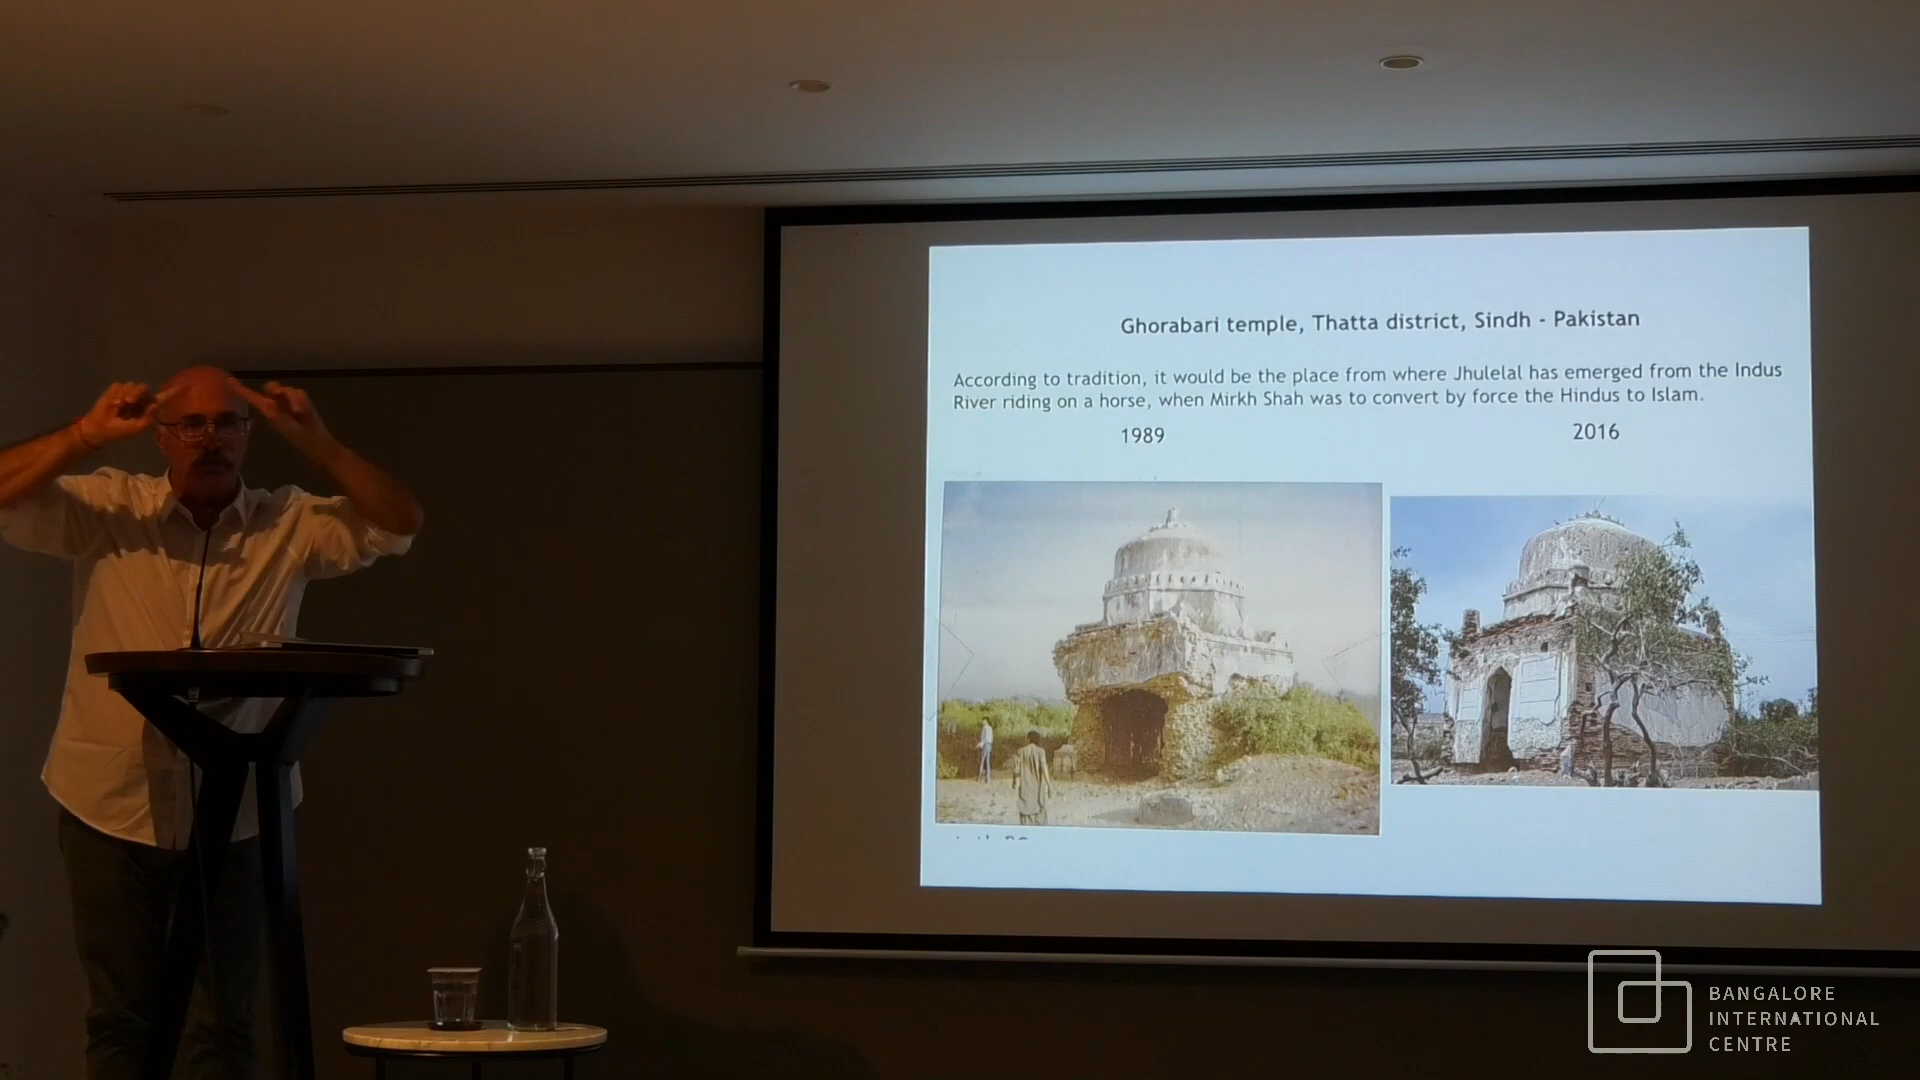 Ghorabari temple, Thatta district, Sindh - Pakistan
According to tradition, it would be the place from where Jhulelal has emerged from the Indus
River riding on a horse, when Mirkh Shah was to convert by force the Hindus to Islam.
1989
2016
BANGALORE
INTERNATIONAL
CENTRE